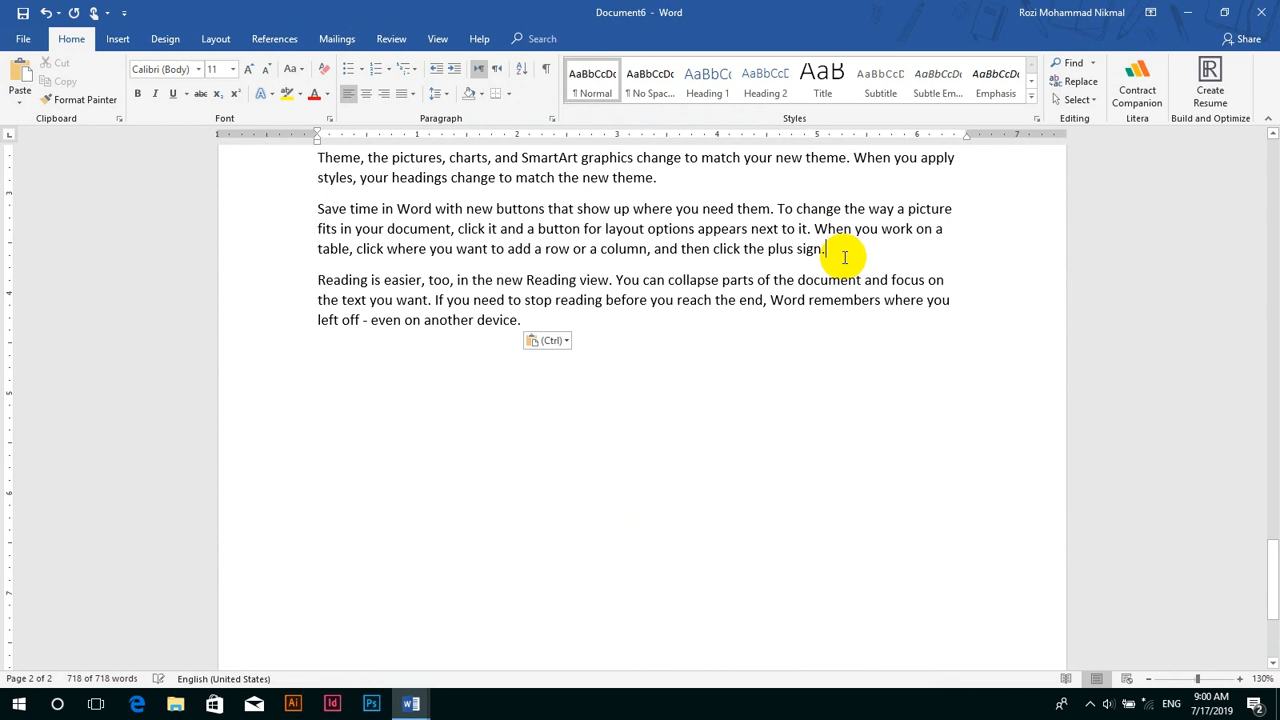 Document6 - Word
Rozi Mohammad Nikmal
File Home Insert Design Layout References Mailings Review View Help Search Share
Paste
Cut
Copy
Format Painter
Clipboard
Calibri (Body) 11
Font
Paragraph
AaBbCcDc AaBbCcDc AaBbCc AaBbCcD AaB AaBbCcD AaBbCcDc AaBbCcDc
¶ Normal ¶ No Spac... Heading 1 Heading 2 Title Subtitle Subtle Em... Emphasis
Styles
Find
Replace
Select
Editing
Contract
Companion
Litera
Create
Resume
Build and Optimize
Theme, the pictures, charts, and SmartArt graphics change to match your new theme. When you apply
styles, your headings change to match the new theme.
Save time in Word with new buttons that show up where you need them. To change the way a picture
fits in your document, click it and a button for layout options appears next to it. When you work on a
table, click where you want to add a row or a column, and then click the plus sign.
Reading is easier, too, in the new Reading view. You can collapse parts of the document and focus on
the text you want. If you need to stop reading before you reach the end, Word remembers where you
left off - even on another device.
(Ctrl)
Page 2 of 2 718 of 718 words English (United States) 130%
ENG
9:00 AM
7/17/2019